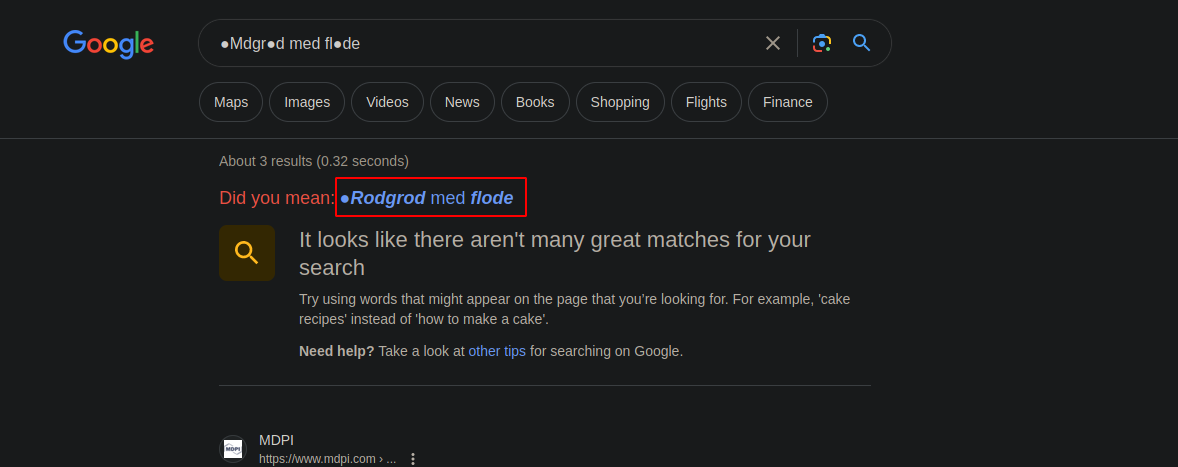 Google
●Mdgr●d med fl●de
Maps Images Videos News Books Shopping Flights Finance
About 3 results (0.32 seconds)
Did you mean: ●Rodgrod med flode
It looks like there aren't many great matches for your
search
Try using words that might appear on the page that you're looking for. For example, 'cake
recipes' instead of 'how to make a cake'.
Need help? Take a look at other tips for searching on Google.
MDPI
MDPI
https://www.mdpi.com › ...